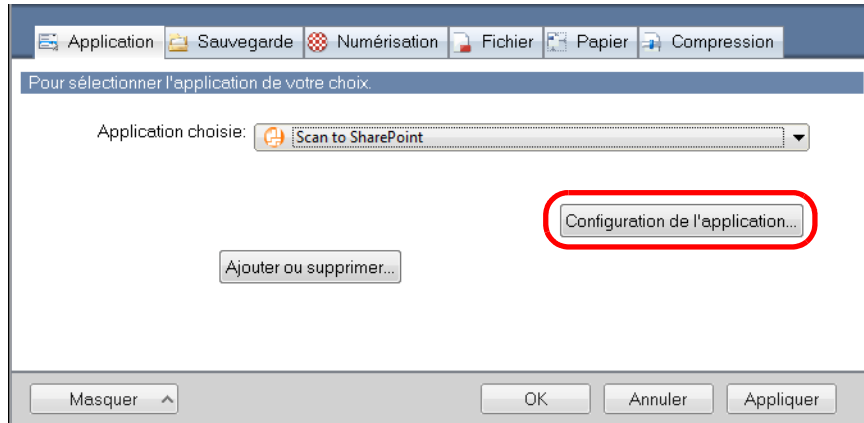 Application Sauvegarde Numérisation Fichier Papier Compression
Pour sélectionner l'application de votre choix.
Application choisie: Scan to SharePoint
Configuration de l'application...
Ajouter ou supprimer...
Masquer OK Annuler Appliquer